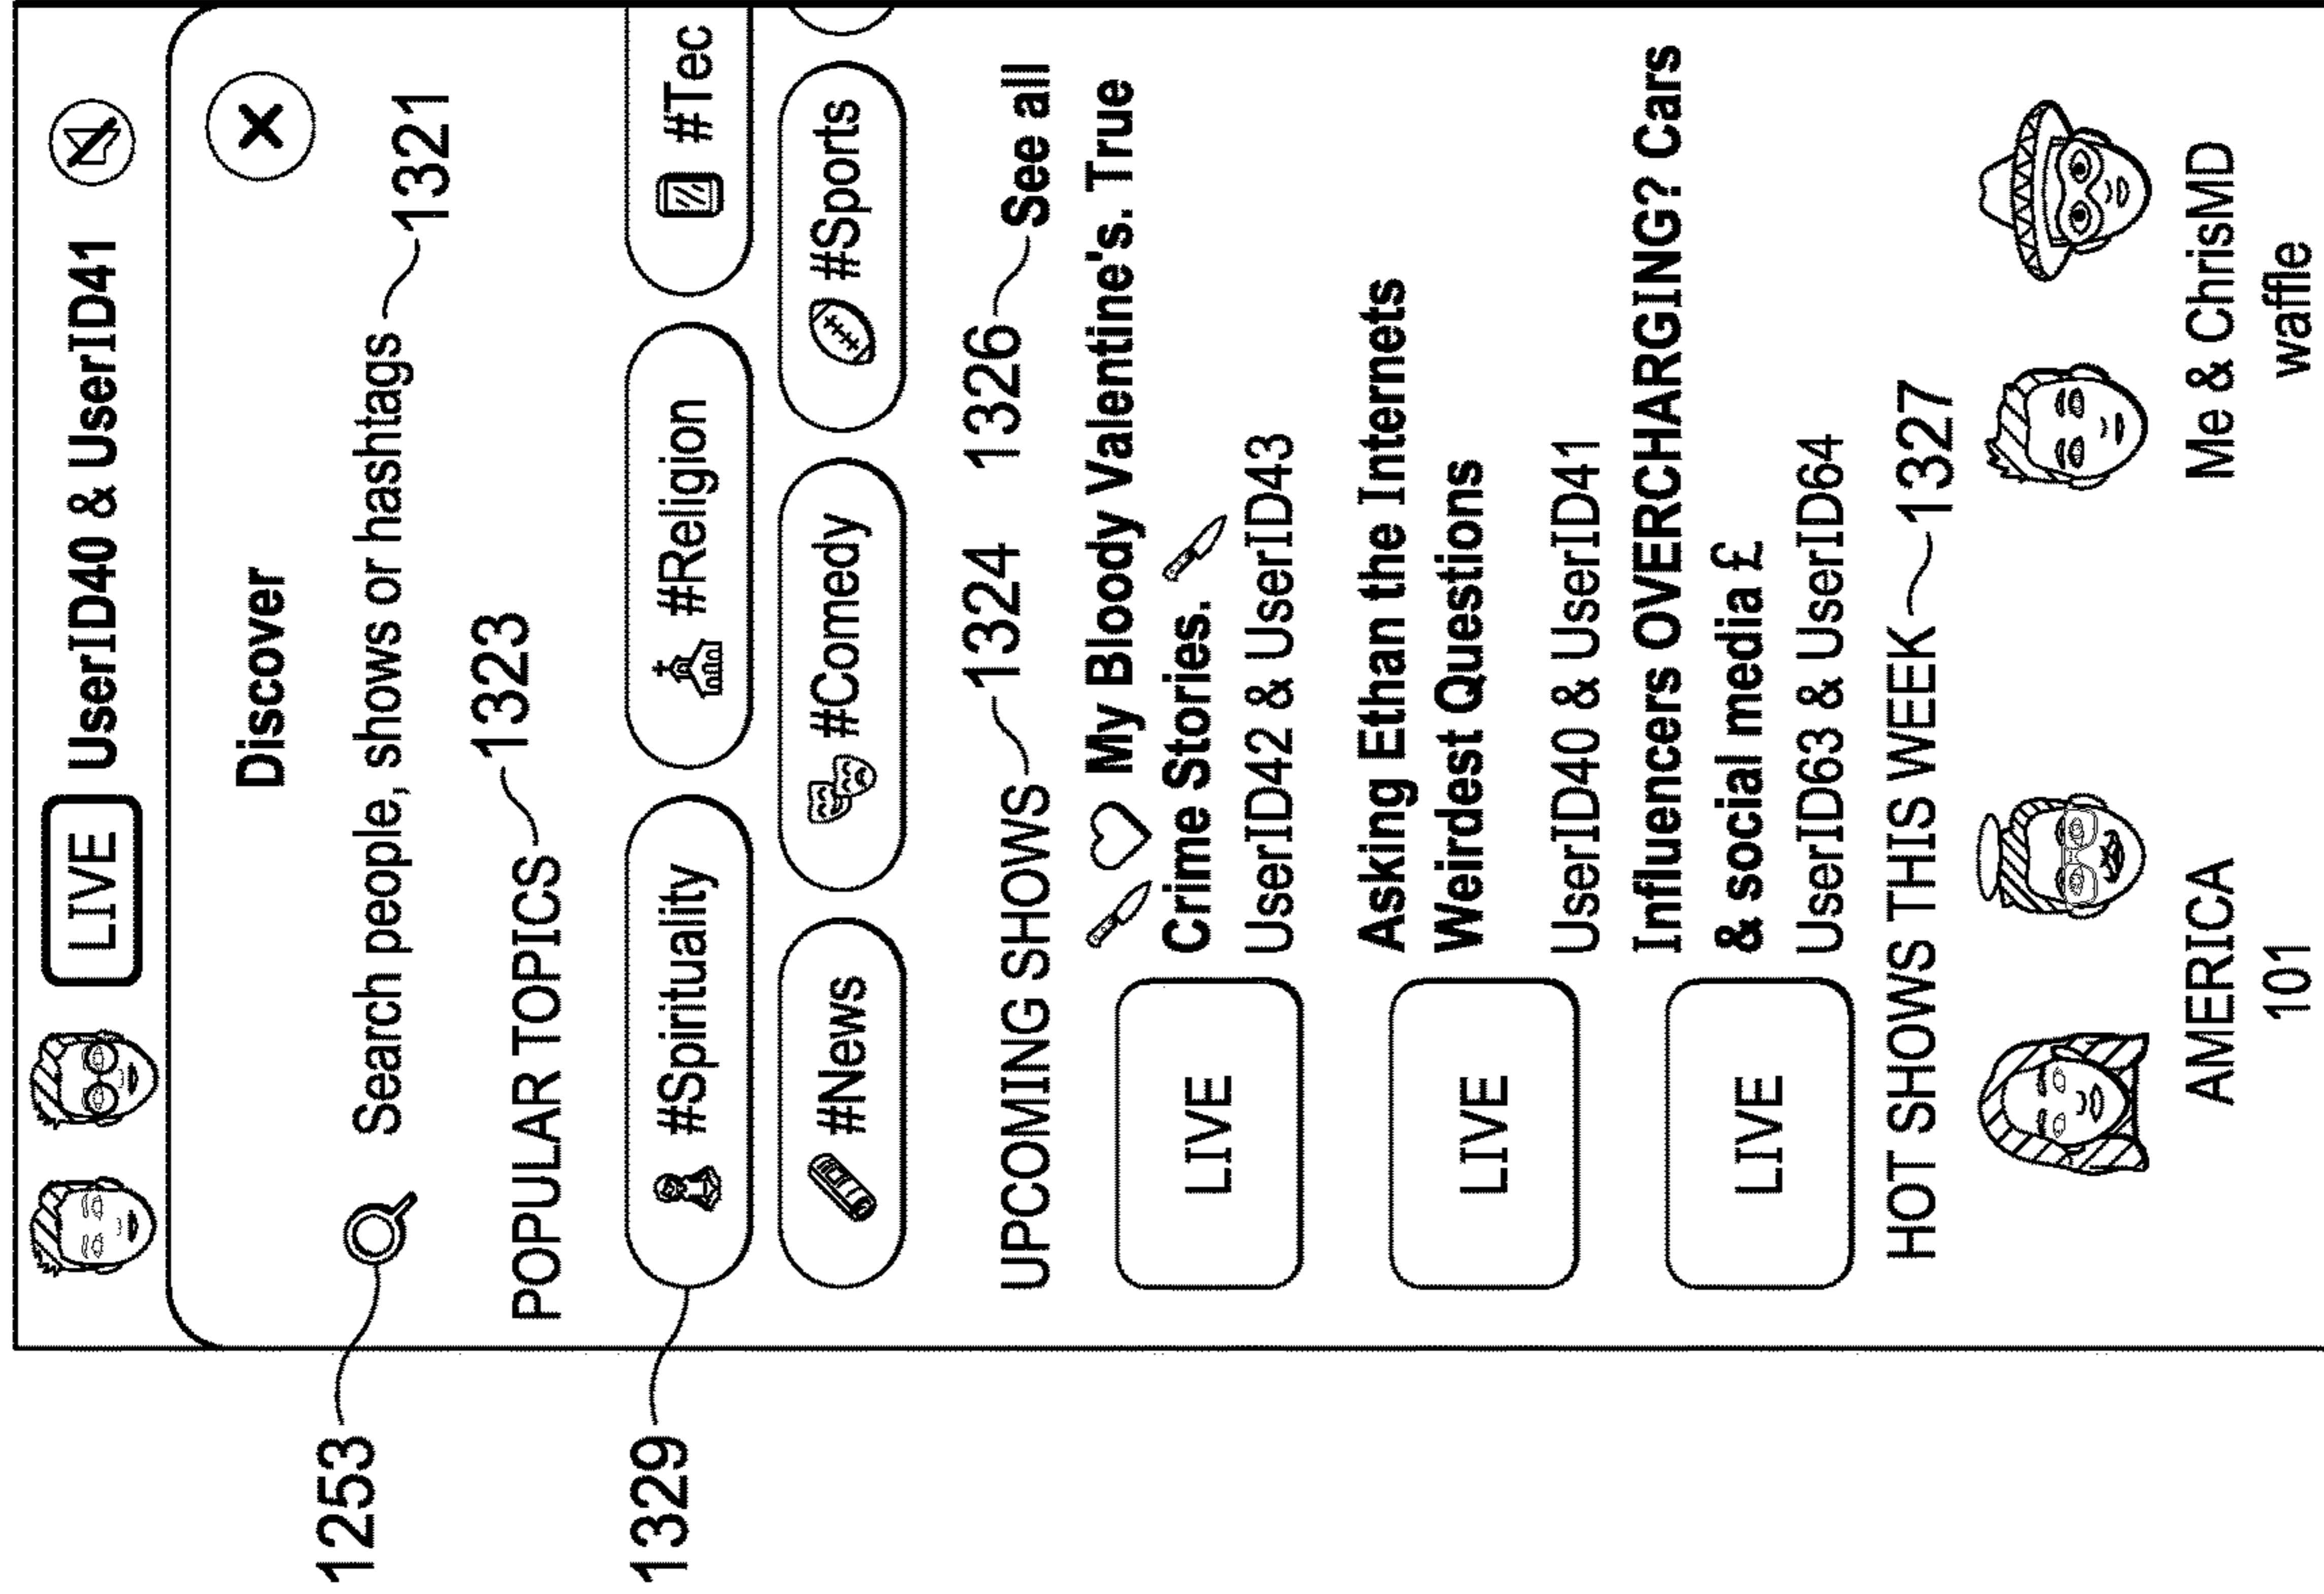 LIVE UserID40 & UserID41
Discover
1253
Search people, shows or hashtags 1321
POPULAR TOPICS 1323
1329
#Spirituality #Religion #Tec
#News #Comedy #Sports
UPCOMING SHOWS 1324 1326 See all
LIVE
My Bloody Valentine's. True
Crime Stories.
UserID42 & UserID43
LIVE
Asking Ethan the Internets
Weirdest Questions
UserID40 & UserID41
LIVE
Influencers OVERCHARGING? Cars
& social media £
UserID63 & UserID64
HOT SHOWS THIS WEEK 1327
AMERICA
101
Me & ChrisMD
waffle